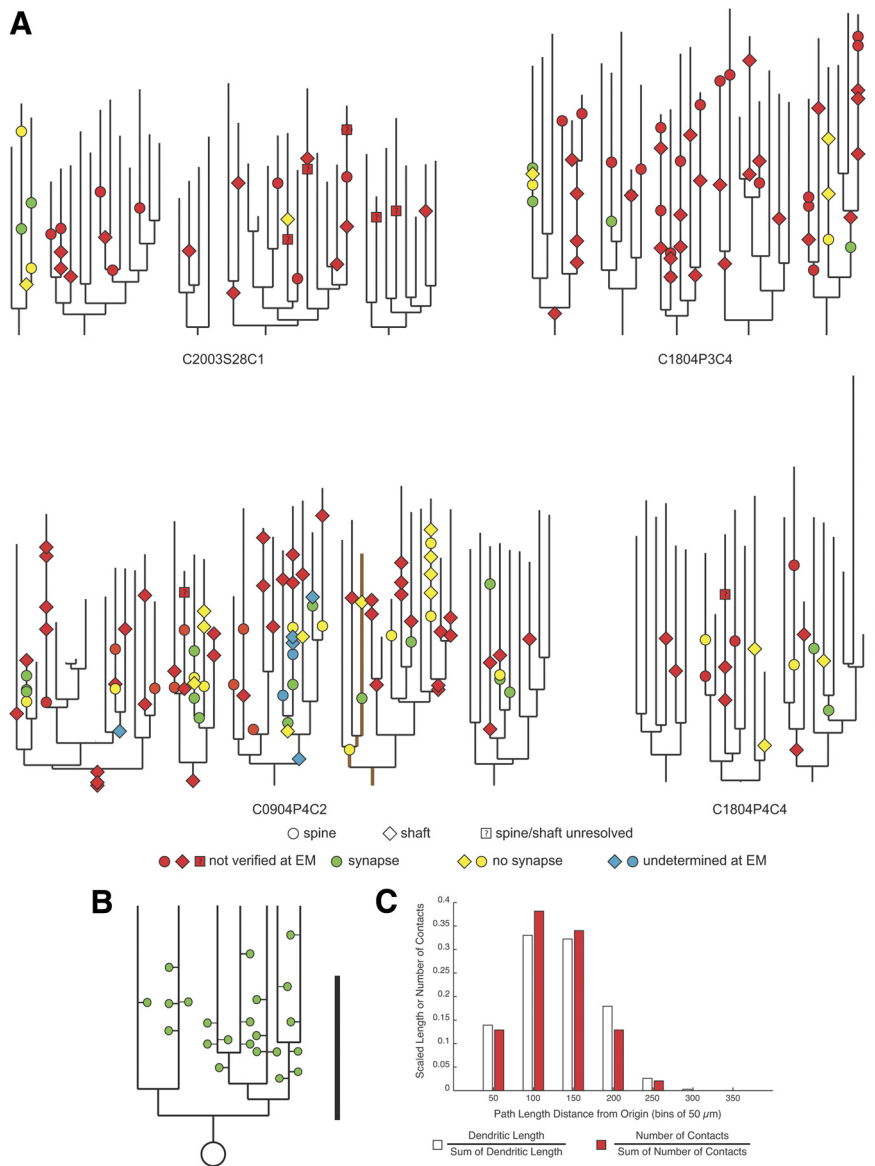 A
C2003S28C1
C1804P3C4
C0904P4C2
C1804P4C4
spine
shaft
? spine/shaft unresolved
? not verified at EM
synapse
no synapse
undetermined at EM
B
C
Scaled Length or Number of Contacts
0.4
0.35
0.3
0.25
0.2
0.15
0.1
0.05
0
50 100 150 200 250 300 350
Path Length Distance from Origin (bins of 50 µm)
Dendritic Length
Sum of Dendritic Length
Number of Contacts
Sum of Number of Contacts